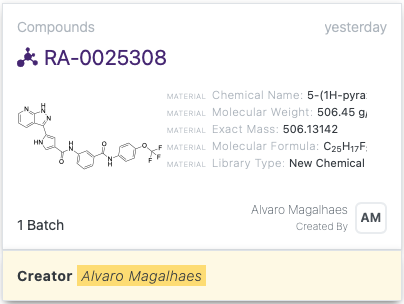 Compounds yesterday
RA-0025308
MATERIAL Chemical Name: 5-(1H-pyra
MATERIAL Molecular Weight: 506.45 g/
MATERIAL Exact Mass: 506.13142
MATERIAL Molecular Formula: C₂₅H₁₇F
MATERIAL Library Type: New Chemical
N H N N HN O H N O N H O F F F
1 Batch
Alvaro Magalhaes
Created By
AM
Creator Alvaro Magalhaes